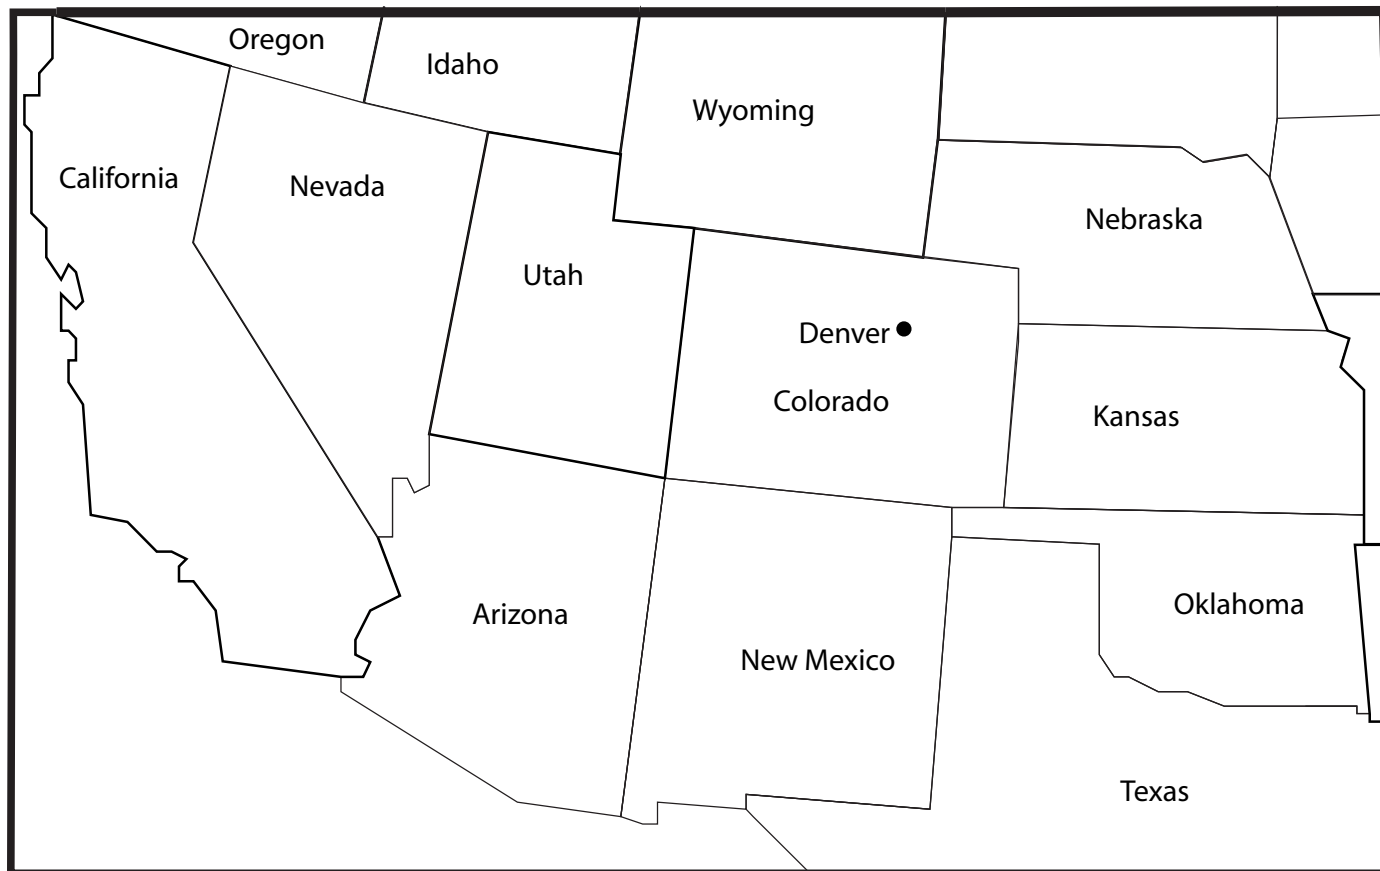 Oregon
Idaho
Wyoming
California
Nevada
Nebraska
Utah
Denver
Colorado
Kansas
Arizona
Oklahoma
New Mexico
Texas